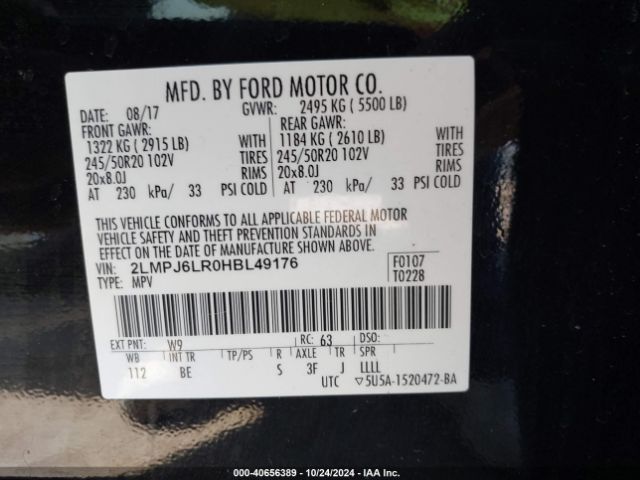 MFD. BY FORD MOTOR CO.
DATE: 08/17 GVWR: 2495 KG ( 5500 LB)
FRONT GAWR: REAR GAWR:
1322 KG ( 2915 LB) WITH 1184 KG ( 2610 LB) WITH
245/50R20 102V TIRES 245/50R20 102V TIRES
20x8.0J RIMS 20x8.0J RIMS
AT 230 kPa/ 33 PSI COLD AT 230 kPa/ 33 PSI COLD
THIS VEHICLE CONFORMS TO ALL APPLICABLE FEDERAL MOTOR
VEHICLE SAFETY AND THEFT PREVENTION STANDARDS IN
EFFECT ON THE DATE OF MANUFACTURE SHOWN ABOVE.
VIN: 2LMPJ6LR0HBL49176 F0107
TYPE: MPV T0228
EXT PNT: W9 RC: 63 DSO:
WB INT TR TP/PS R AXLE TR SPR
112 BE S 3F J LLLL
UTC ▽5U5A-1520472-BA
000-40656389 - 10/24/2024 - IAA Inc.